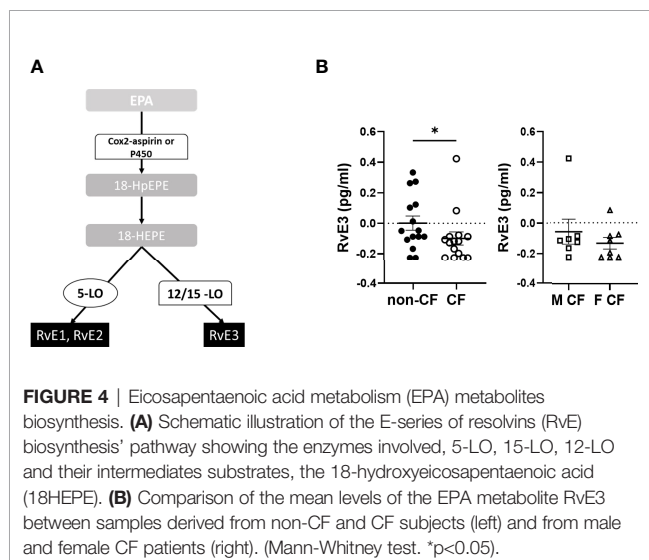 A
EPA
Cox2-aspirin or
P450
18-HpEPE
18-HEPE
5-LO
12/15 -LO
RvE1, RvE2
RvE3
B
RvE3 (pg/ml)
0.6
0.4
0.2
0.0
-0.2
-0.4
*
non-CF CF
RvE3 (pg/ml)
0.6
0.4
0.2
0.0
-0.2
-0.4
M CF F CF
FIGURE 4 | Eicosapentaenoic acid metabolism (EPA) metabolites
biosynthesis. (A) Schematic illustration of the E-series of resolvins (RvE)
biosynthesis’ pathway showing the enzymes involved, 5-LO, 15-LO, 12-LO
and their intermediates substrates, the 18-hydroxyeicosapentaenoic acid
(18HEPE). (B) Comparison of the mean levels of the EPA metabolite RvE3
between samples derived from non-CF and CF subjects (left) and from male
and female CF patients (right). (Mann-Whitney test. *p<0.05).